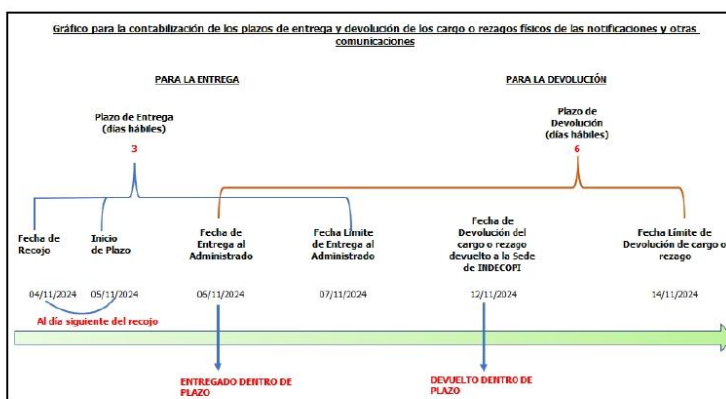 Gráfico para la contabilización de los plazos de entrega y devolución de los cargo o rezagos físicos de las notificaciones y otras
comunicaciones
PARA LA ENTREGA
PARA LA DEVOLUCIÓN
Plazo de Entrega
(días hábiles)
3
Plazo de
Devolución
(días hábiles)
6
Fecha de
Recojo
Inicio
de Plazo
Fecha de
Entrega al
Administrado
Fecha Límite
de Entrega al
Administrado
Fecha de
Devolución del
cargo o rezago
devuelto a la Sede
de INDECOPI
Fecha Límite de
Devolución de cargo o
rezago
04/11/2024
05/11/2024
06/11/2024
07/11/2024
12/11/2024
14/11/2024
Al día siguiente del recojo
ENTREGADO DENTRO DE
PLAZO
DEVUELTO DENTRO DE
PLAZO